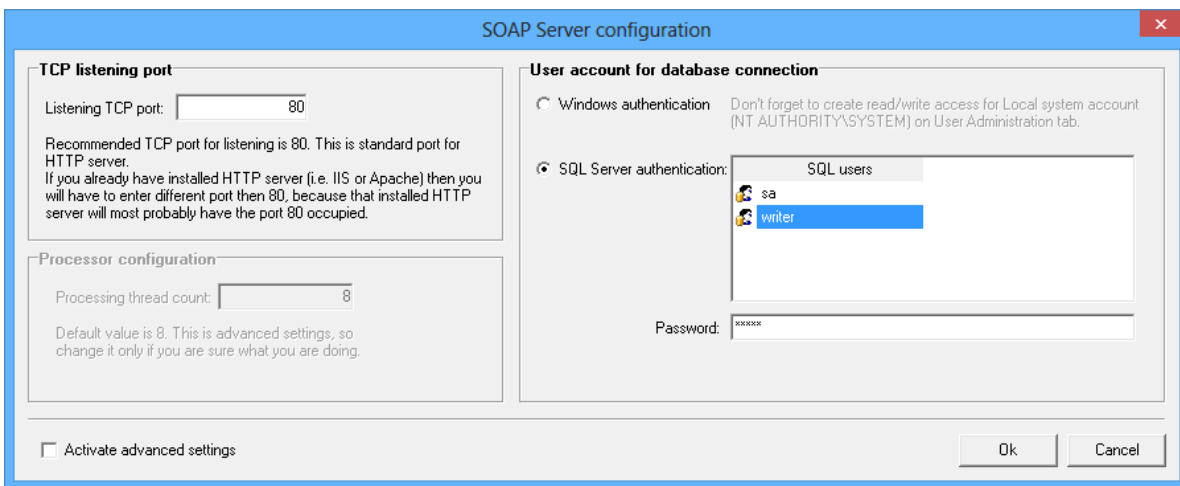 SOAP Server configuration
TCP listening port
Listening TCP port: 80
Recommended TCP port for listening is 80. This is standard port for
HTTP server.
If you already have installed HTTP server (i.e. IIS or Apache) then you
will have to enter different port then 80, because that installed HTTP
server will most probably have the port 80 occupied.
Processor configuration
Processing thread count: 8
Default value is 8. This is advanced settings, so
change it only if you are sure what you are doing.
User account for database connection
Windows authentication Don't forget to create read/write access for Local system account
(NT AUTHORITY\SYSTEM) on User Administration tab.
SQL Server authentication: SQL users
sa
writer
Password: xxxxx
Activate advanced settings
Ok Cancel